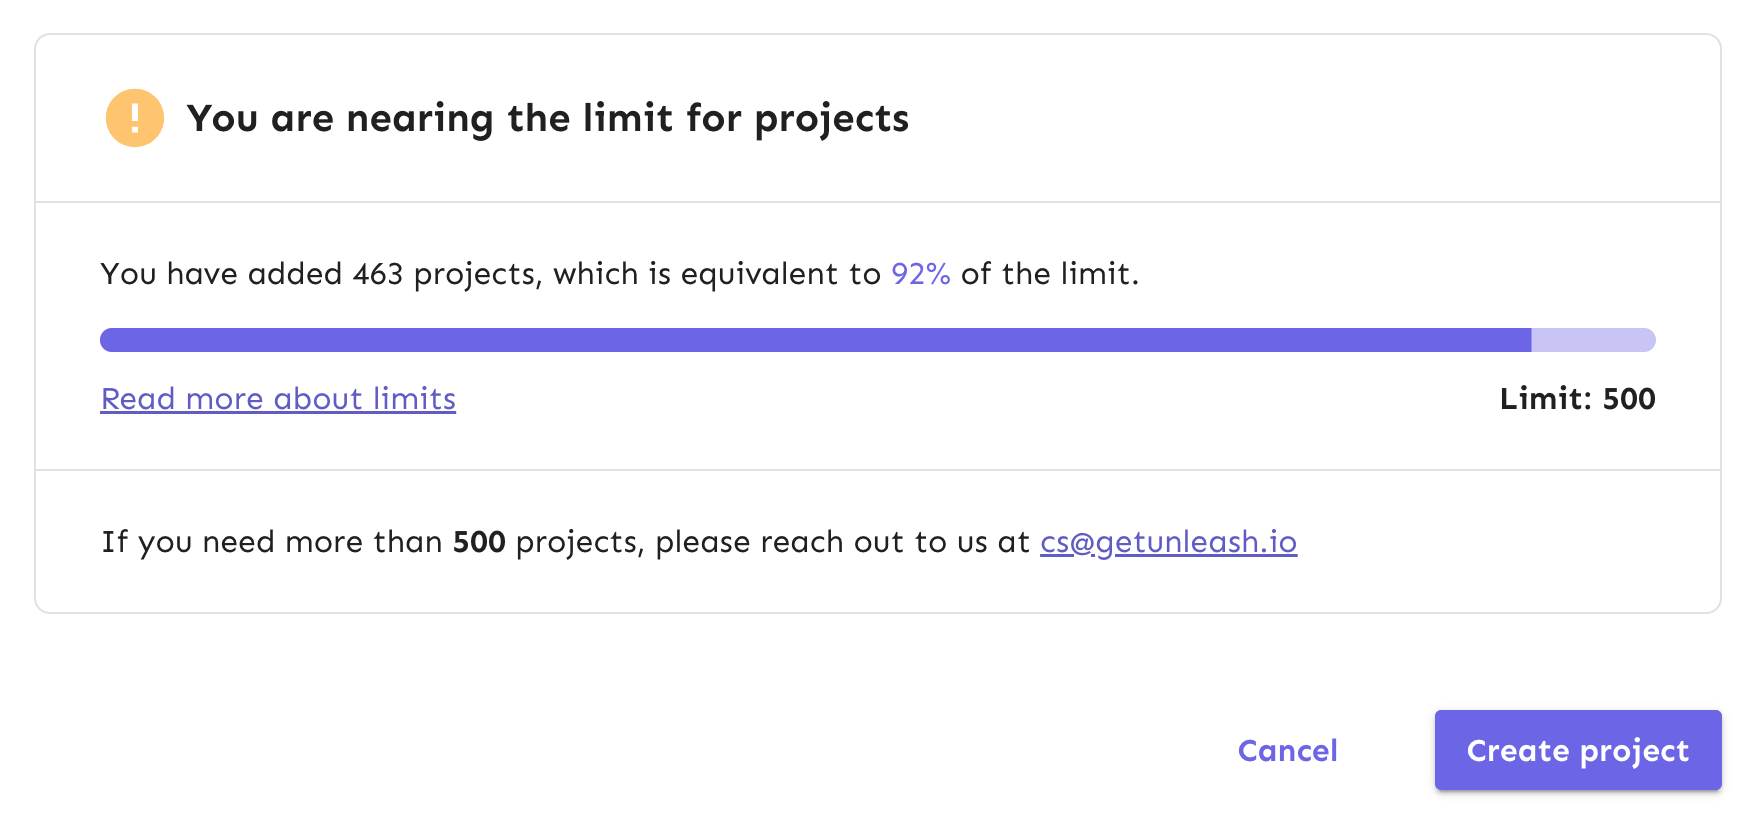 You are nearing the limit for projects
You have added 463 projects, which is equivalent to 92% of the limit.
Read more about limits
Limit: 500
If you need more than 500 projects, please reach out to us at cs@getunleash.io
Cancel
Create project